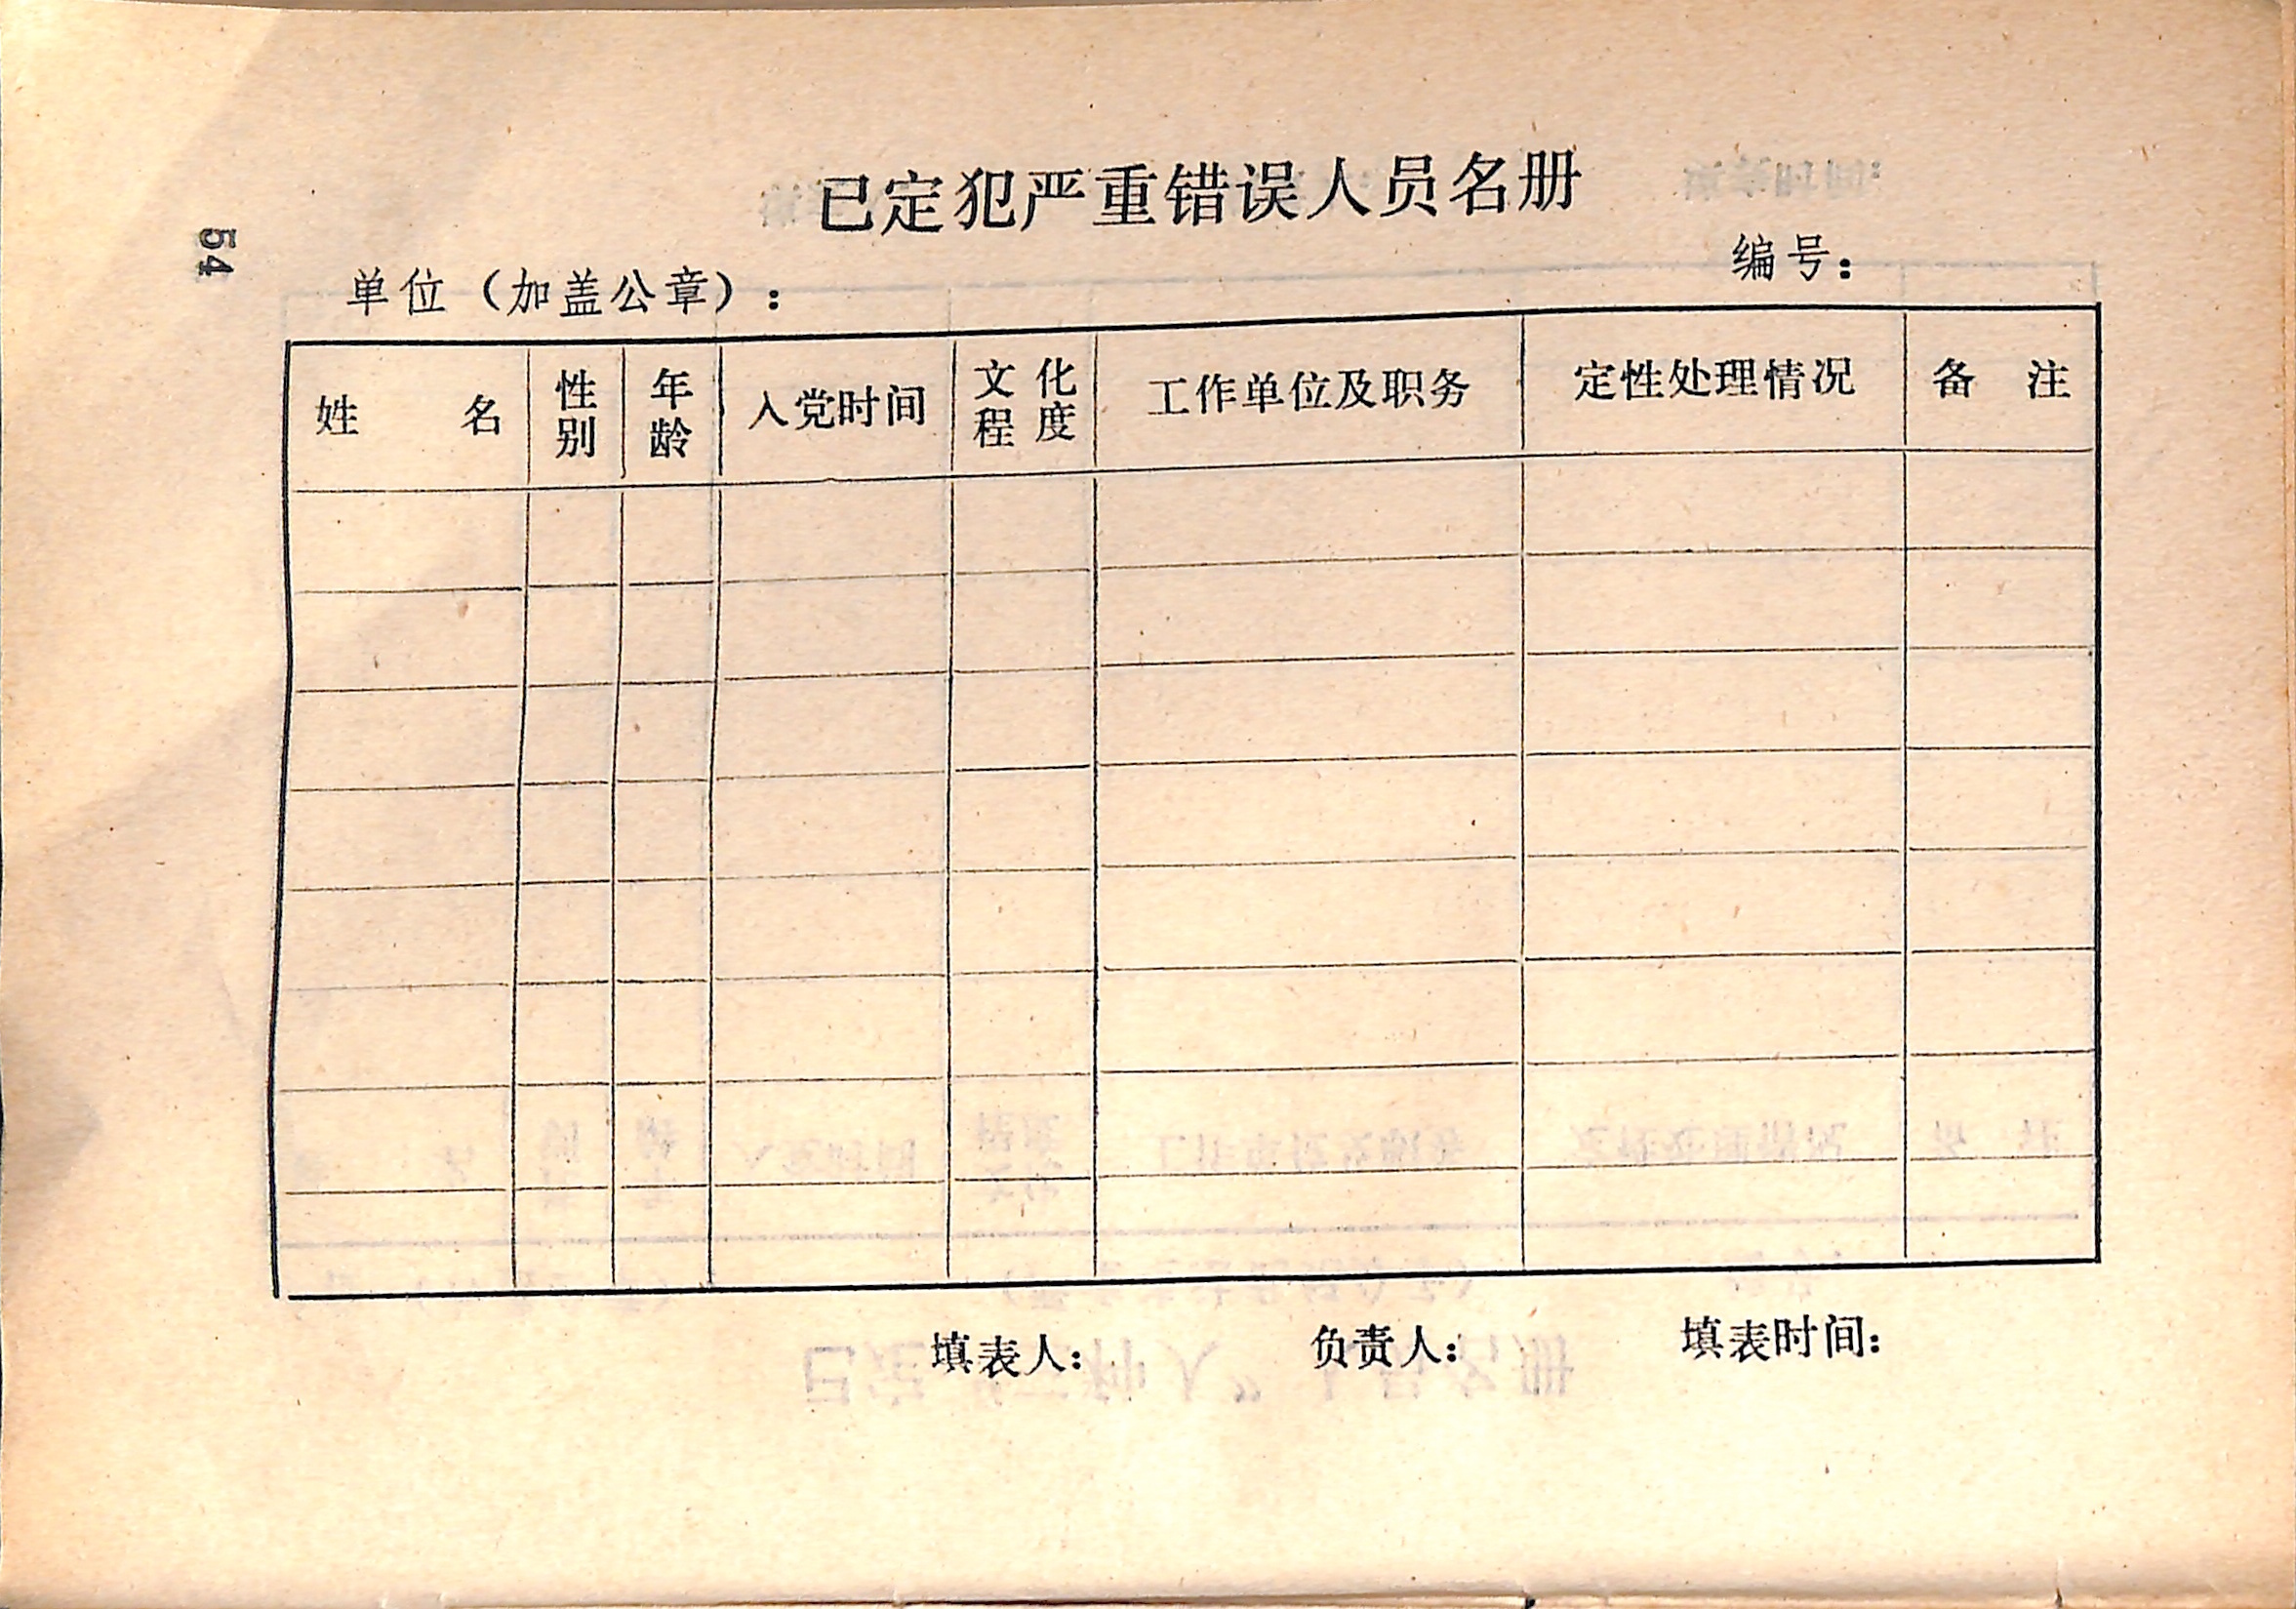 54
已定犯严重错误人员名册
编号：
单位（加盖公章）：
姓 名 性别 年龄 入党时间 文化程度 工作单位及职务 定性处理情况 备 注
填表人： 负责人： 填表时间：